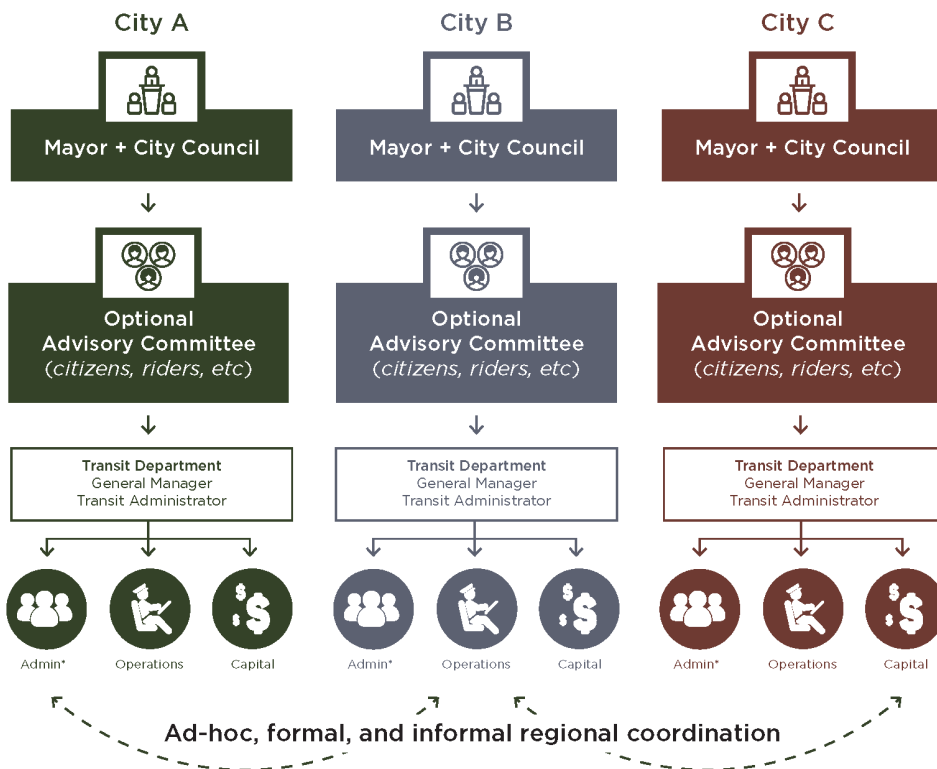 City A
City B
City C
Mayor + City Council
Mayor + City Council
Mayor + City Council
Optional
Advisory Committee
(citizens, riders, etc)
Optional
Advisory Committee
(citizens, riders, etc)
Optional
Advisory Committee
(citizens, riders, etc)
Transit Department
General Manager
Transit Administrator
Transit Department
General Manager
Transit Administrator
Transit Department
General Manager
Transit Administrator
$
$
$
$
$
$
$
$
$
Admin*
Operations
Capital
Admin*
Operations
Capital
Admin*
Operations
Capital
Ad-hoc, formal, and informal regional coordination